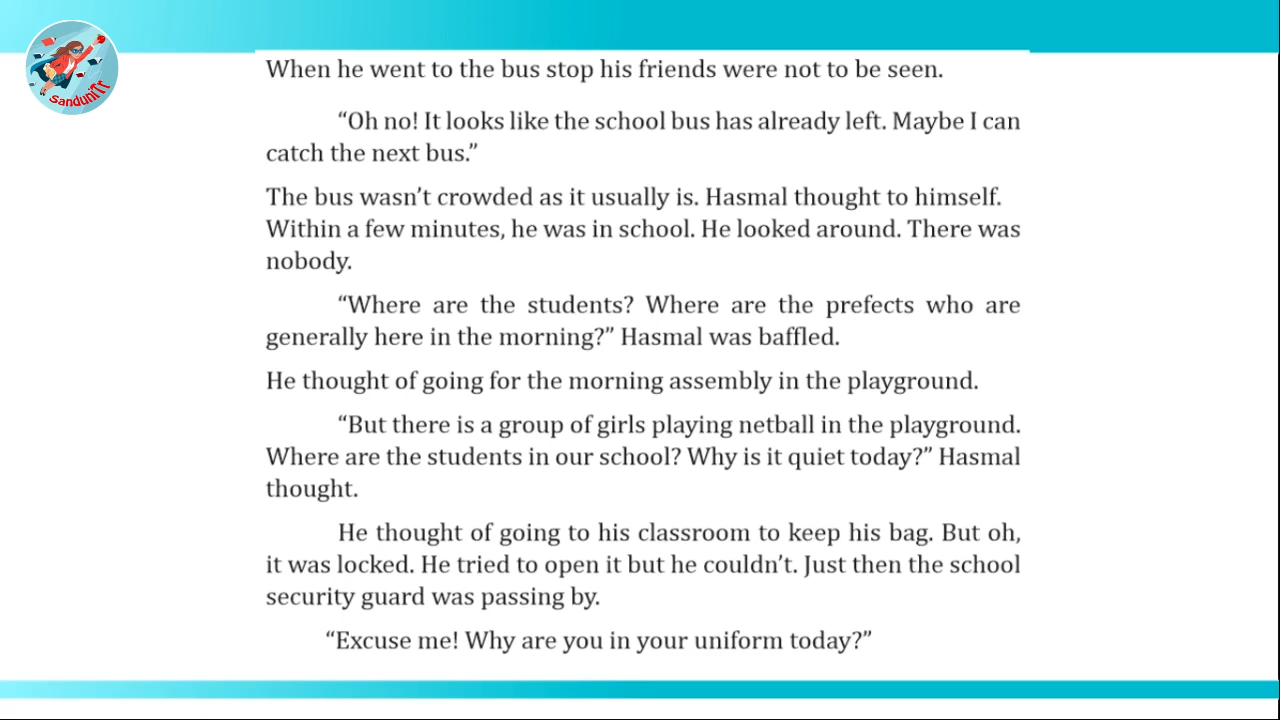 SanduniTr
When he went to the bus stop his friends were not to be seen.
“Oh no! It looks like the school bus has already left. Maybe I can
catch the next bus.”
The bus wasn’t crowded as it usually is. Hasmal thought to himself.
Within a few minutes, he was in school. He looked around. There was
nobody.
“Where are the students? Where are the prefects who are
generally here in the morning?” Hasmal was baffled.
He thought of going for the morning assembly in the playground.
“But there is a group of girls playing netball in the playground.
Where are the students in our school? Why is it quiet today?” Hasmal
thought.
He thought of going to his classroom to keep his bag. But oh,
it was locked. He tried to open it but he couldn’t. Just then the school
security guard was passing by.
“Excuse me! Why are you in your uniform today?”